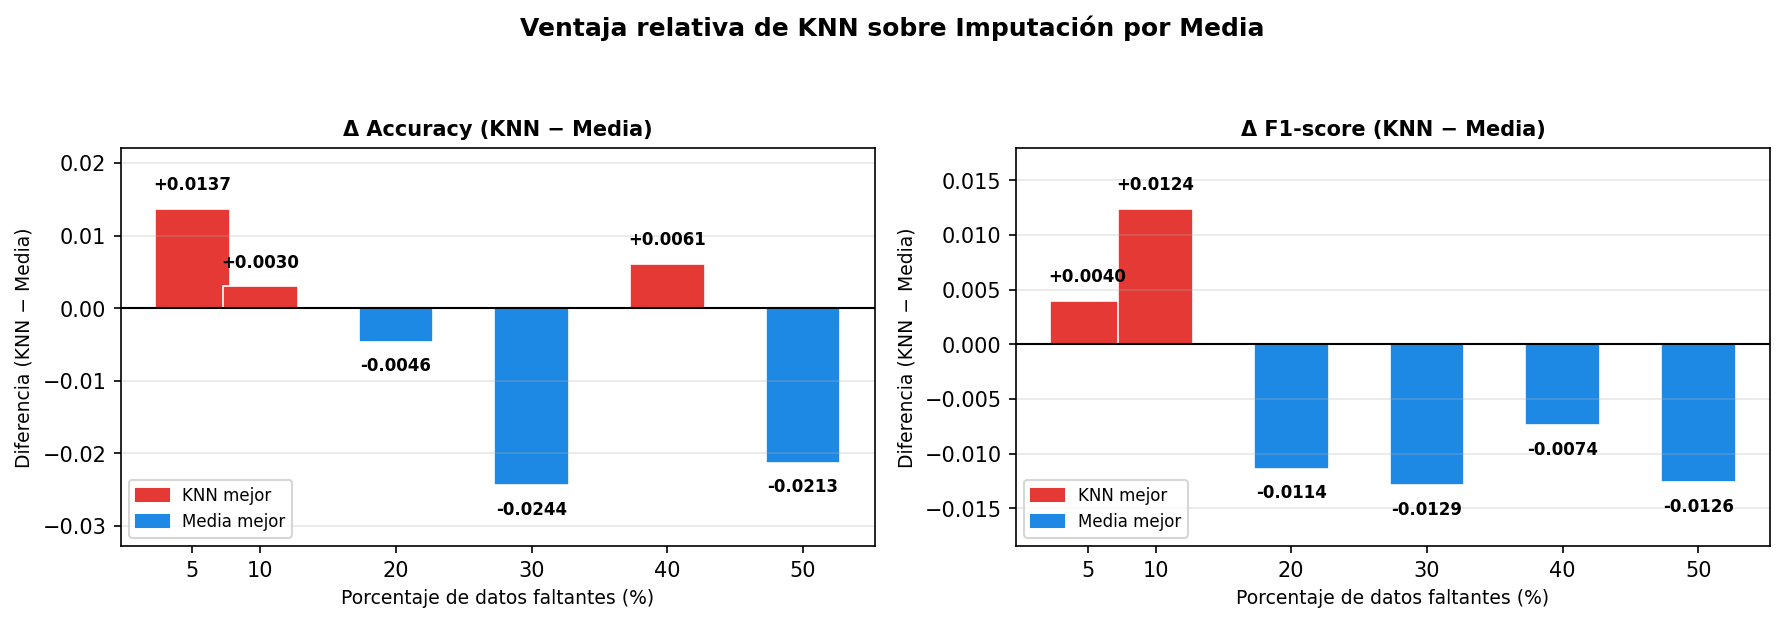 Ventaja relativa de KNN sobre Imputación por Media
Δ Accuracy (KNN − Media)
Diferencia (KNN − Media)
0.02
0.01
0.00
−0.01
−0.02
−0.03
+0.0137
+0.0030
-0.0046
-0.0244
+0.0061
-0.0213
KNN mejor
Media mejor
5 10 20 30 40 50
Porcentaje de datos faltantes (%)
Δ F1-score (KNN − Media)
Diferencia (KNN − Media)
0.015
0.010
0.005
0.000
−0.005
−0.010
−0.015
+0.0040
+0.0124
-0.0114
-0.0129
-0.0074
-0.0126
KNN mejor
Media mejor
5 10 20 30 40 50
Porcentaje de datos faltantes (%)